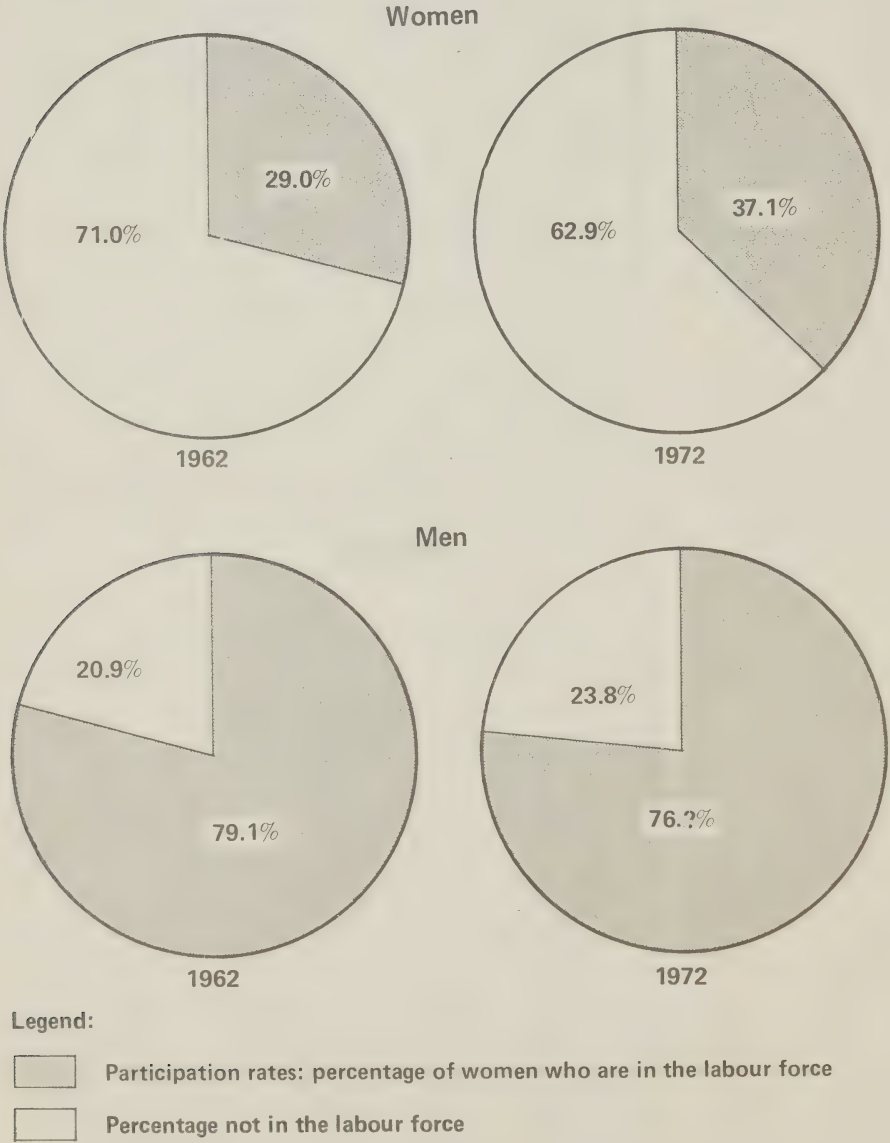 Women
29.0%
71.0%
37.1%
62.9%
1962
1972
Men
20.9%
79.1%
23.8%
1962
1972
Legend:
Participation rates: percentage of women who are in the labour force
Percentage not in the labour force